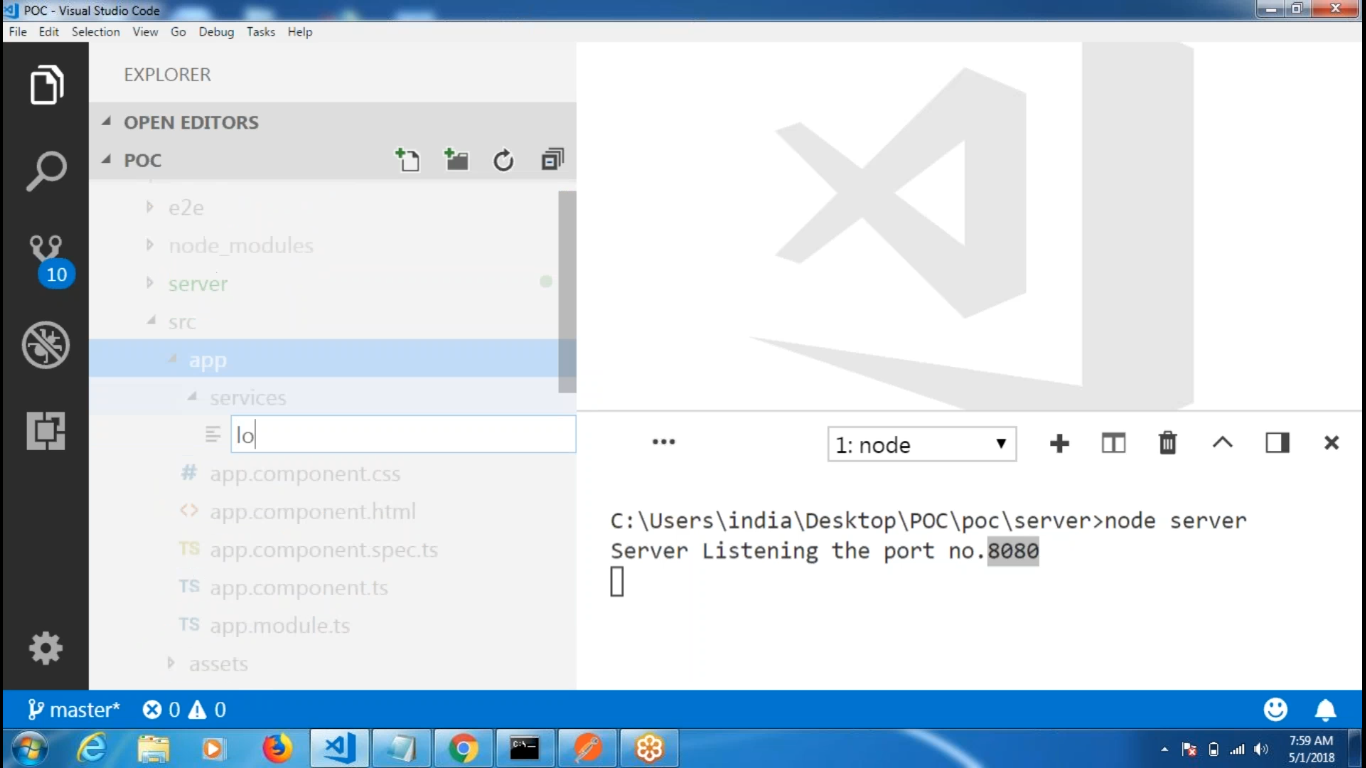 POC - Visual Studio Code
File Edit Selection View Go Debug Tasks Help
EXPLORER
OPEN EDITORS
POC
e2e
node_modules
server
src
app
services
lo
# app.component.css
<> app.component.html
TS app.component.spec.ts
TS app.component.ts
TS app.module.ts
assets
10
1: node
C:\Users\india\Desktop\POC\poc\server>node server
Server Listening the port no.8080
master* 0 0
C:\
7:59 AM
5/1/2018